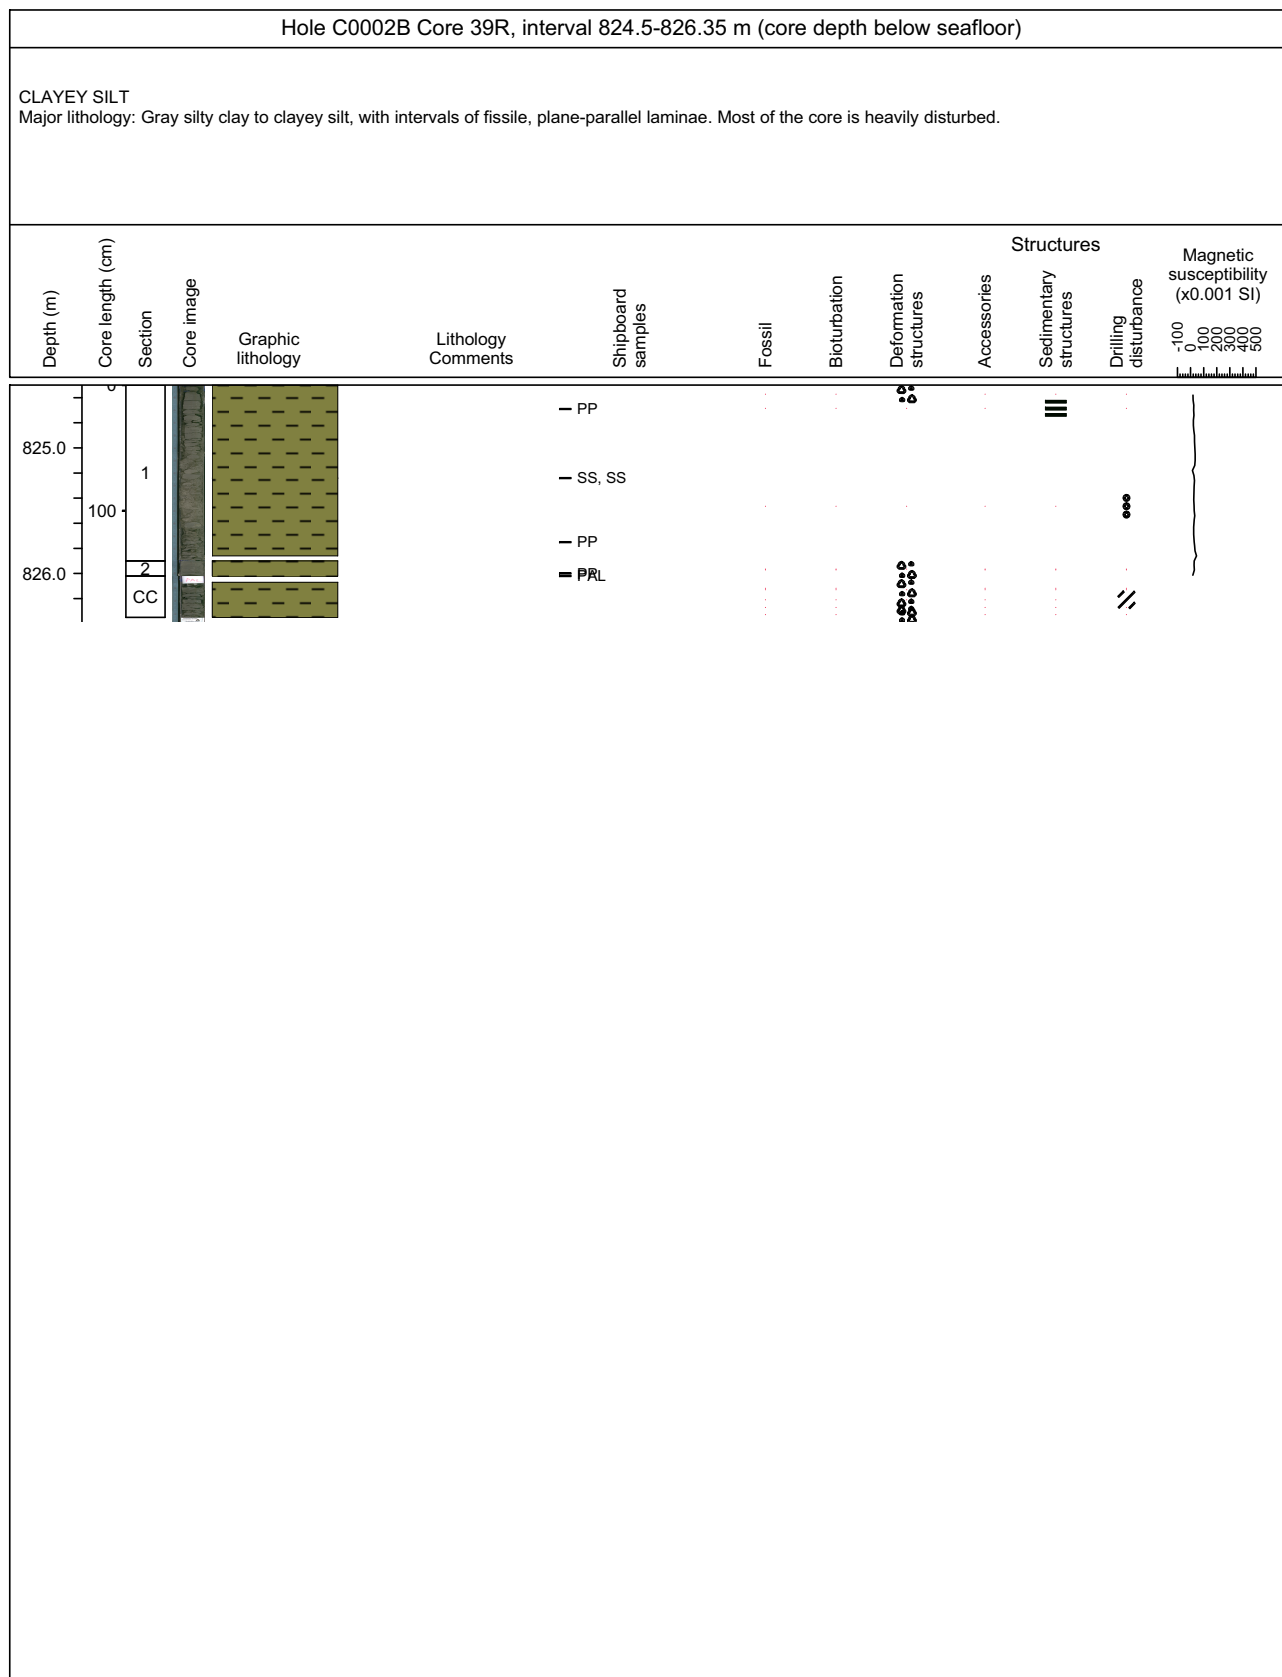 Hole C0002B Core 39R, interval 824.5-826.35 m (core depth below seafloor)
CLAYEY SILT
Major lithology: Gray silty clay to clayey silt, with intervals of fissile, plane-parallel laminae. Most of the core is heavily disturbed.
Depth (m)
Core length (cm)
Section
Core image
Graphic
lithology
Lithology
Comments
Shipboard
samples
Fossil
Bioturbation
Deformation
structures
Accessories
Structures
Sedimentary
structures
Drilling
disturbance
Magnetic
susceptibility
(x0.001 SI)
-100
0
100
200
300
400
500
0
PP
825.0
1
SS, SS
100
PP
826.0
2
PP
PAL
CC